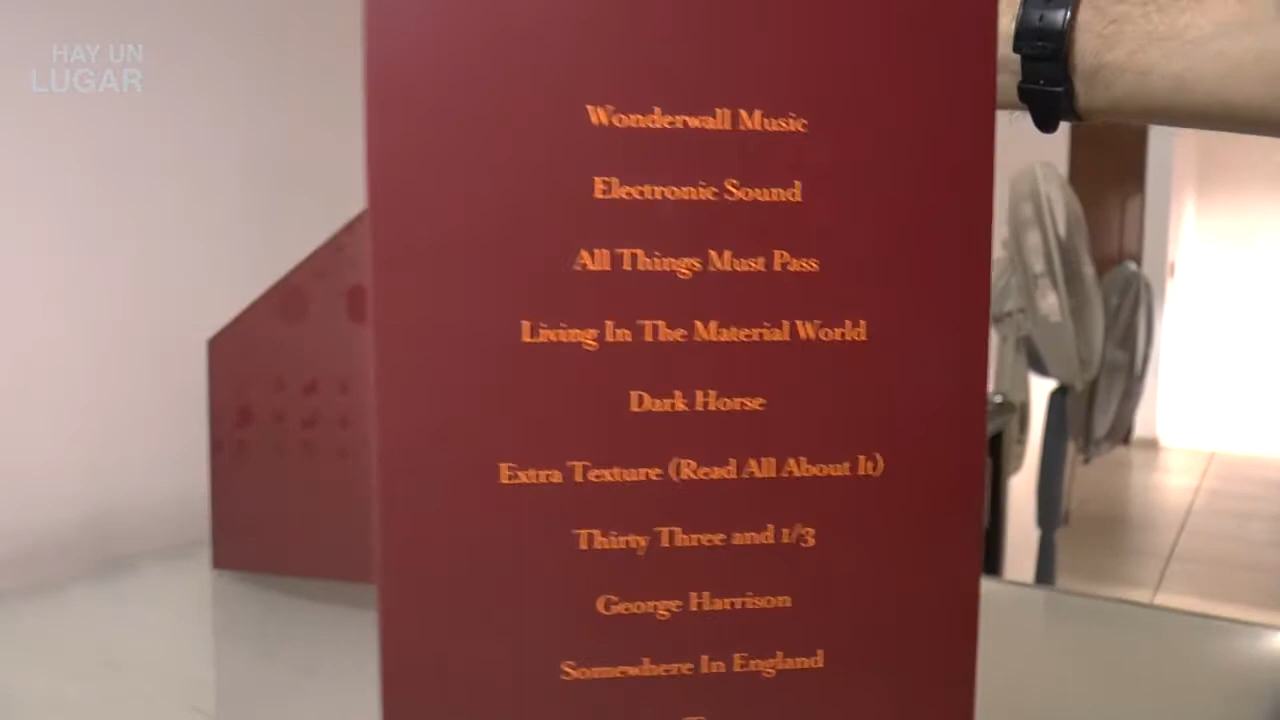 HAY UN
LUGAR
Wonderwall Music
Electronic Sound
All Things Must Pass
Living In The Material World
Dark Horse
Extra Texture (Read All About It)
Thirty Three and 1/3
George Harrison
Somewhere In England